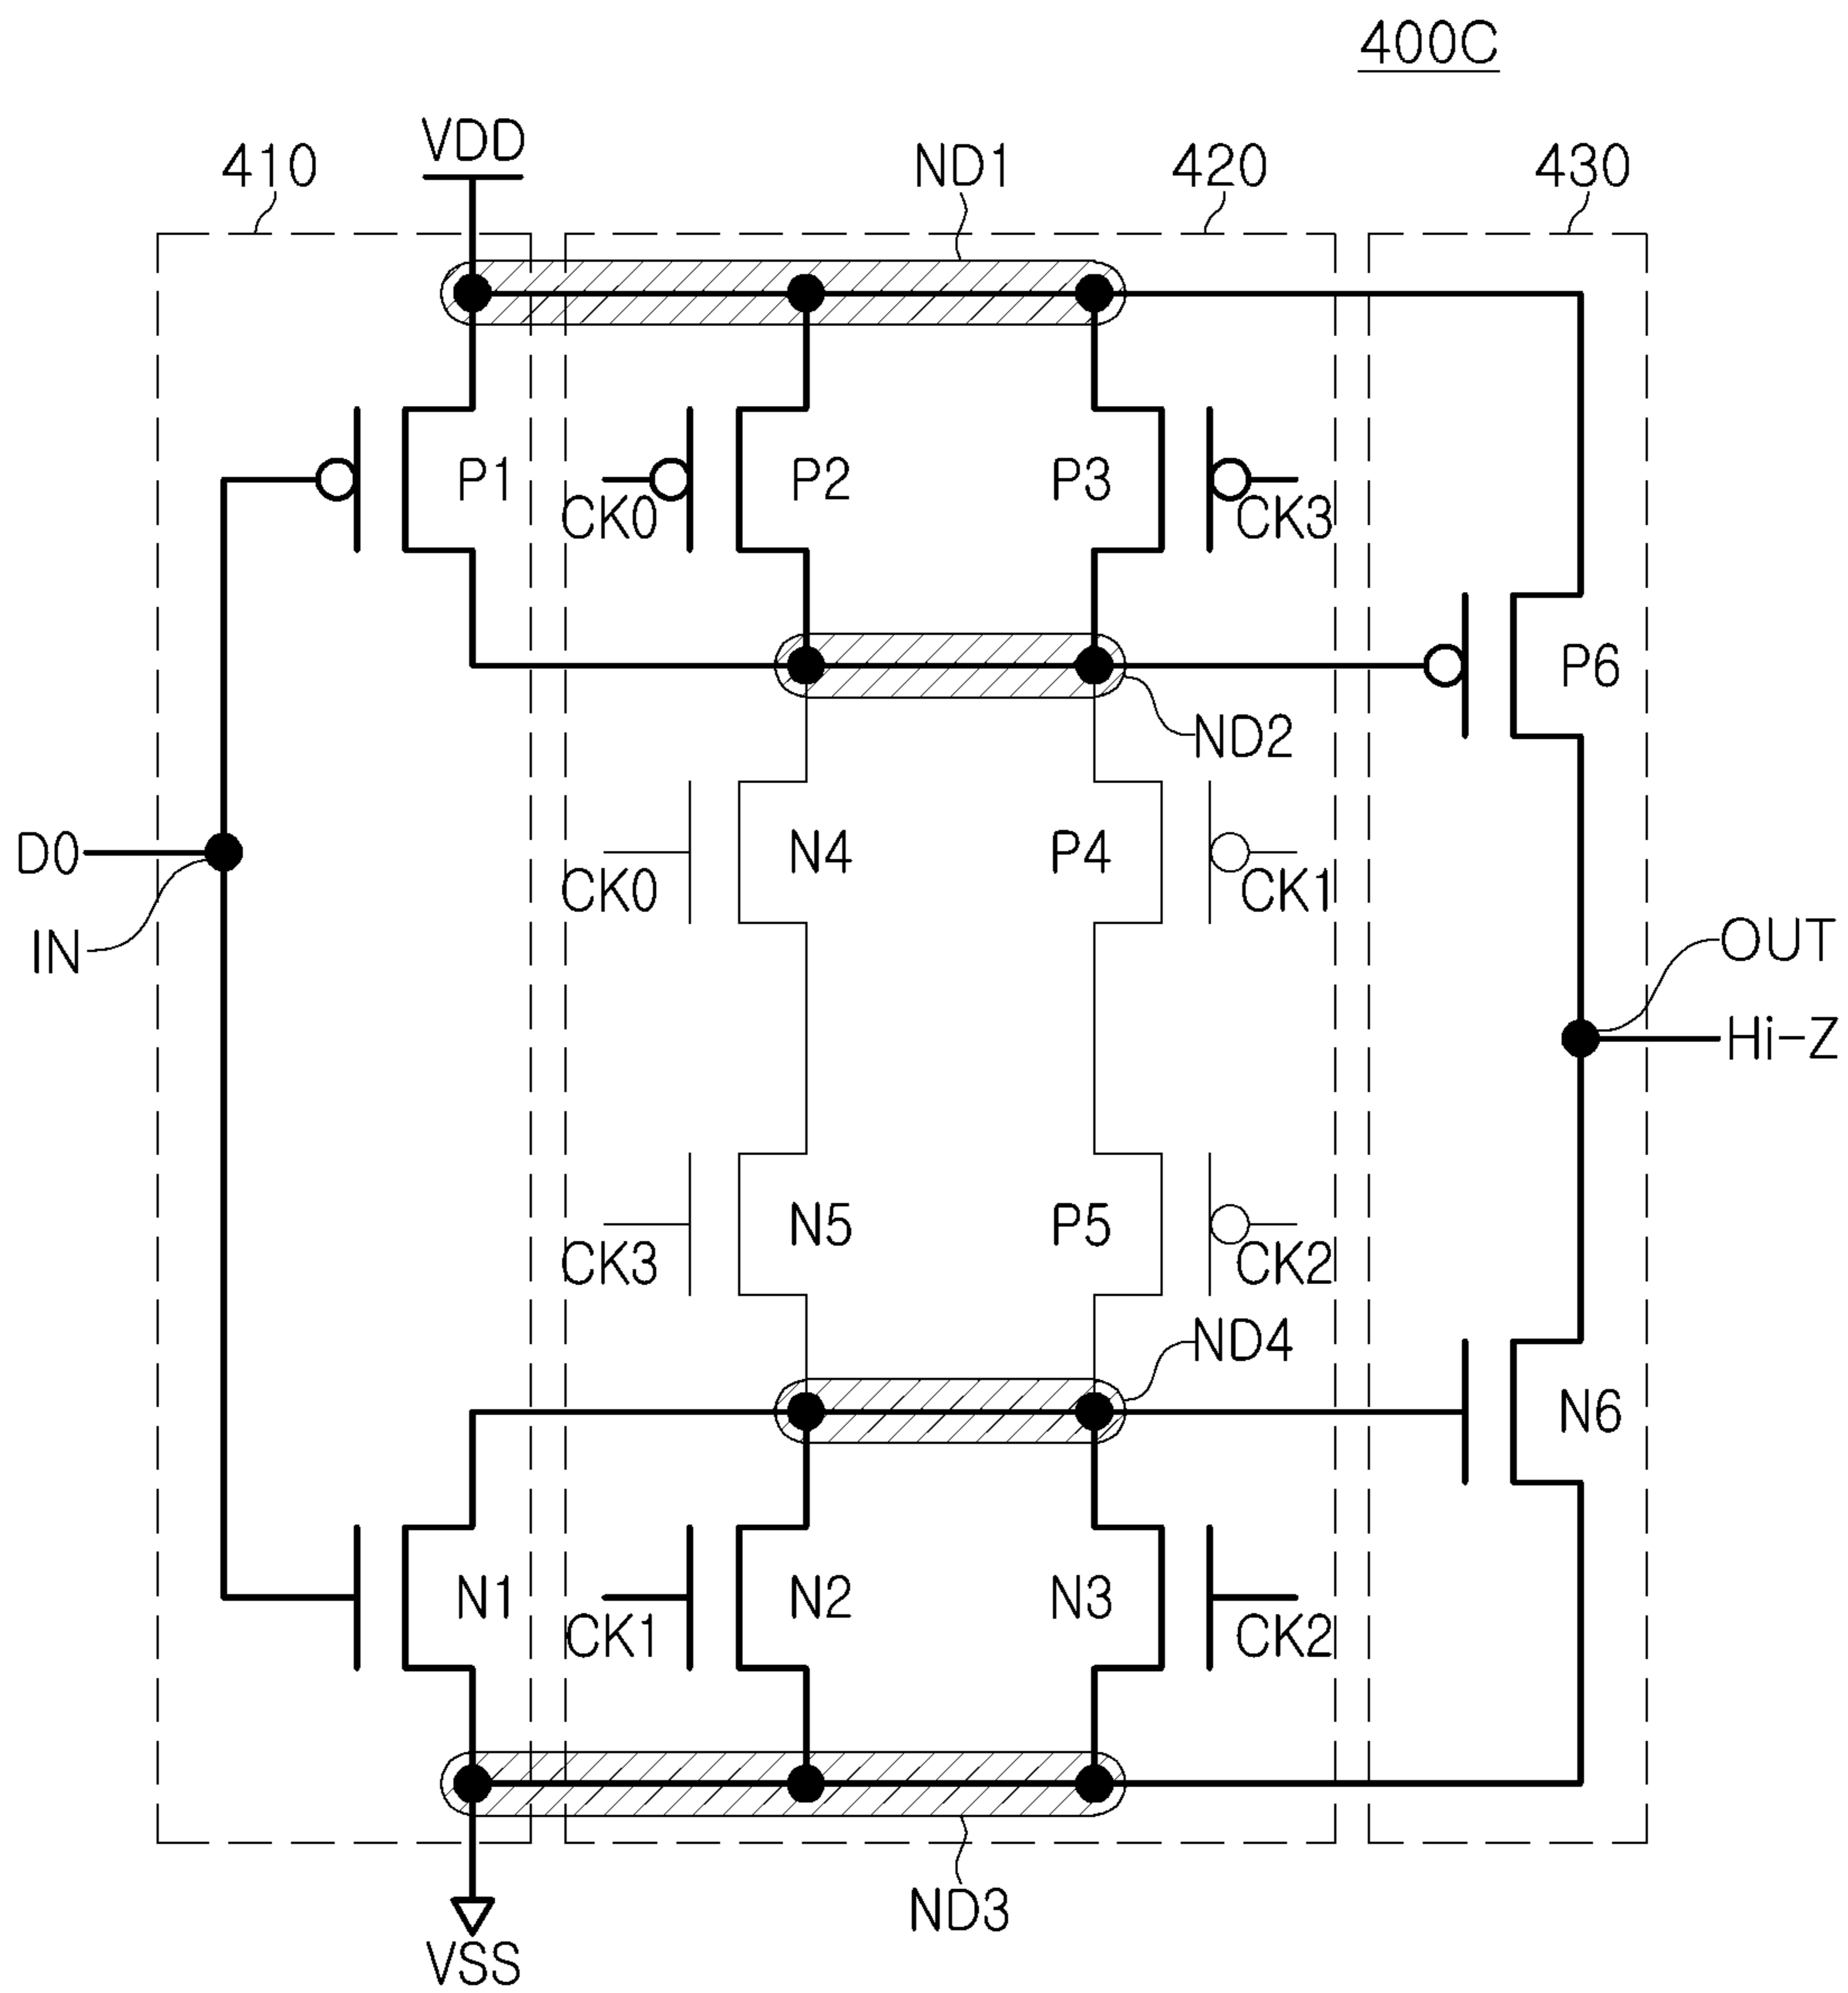 400C
VDD
410
ND1
420
430
P1
P2
P3
CK0
CK3
P6
ND2
D0
N4
P4
CK0
CK1
IN
OUT
Hi-Z
N5
P5
CK3
CK2
ND4
N6
N1
N2
N3
CK1
CK2
ND3
VSS